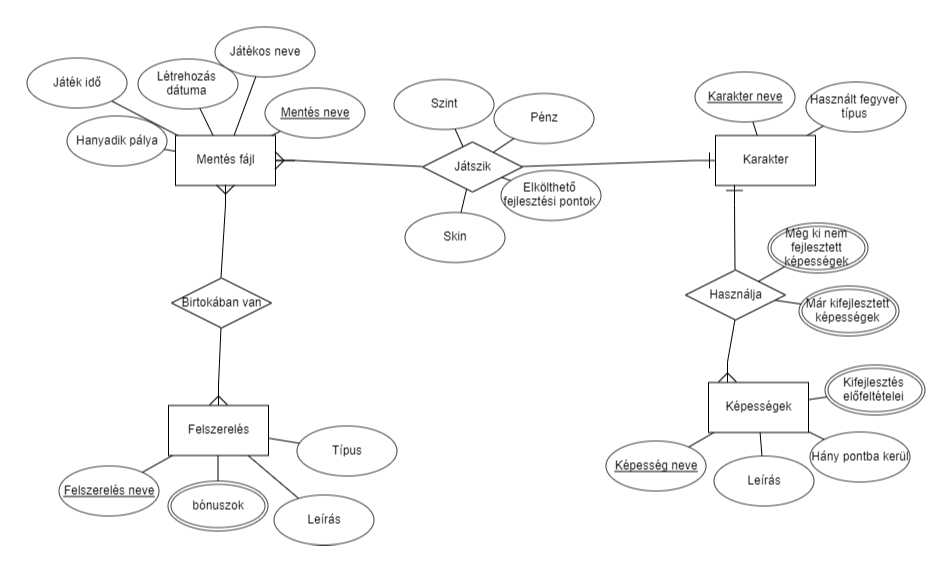 Játékos neve
Játék idő
Létrehozás
dátuma
Mentés neve
Hanyadik pálya
Mentés fájl
Szint
Pénz
Játszik
Elkölthető
fejlesztési pontok
Skin
Karakter neve
Használt fegyver
típus
Karakter
Még ki nem
fejlesztett
képességek
Használja
Már kifejlesztett
képességek
Birtokában van
Kifejlesztés
előfeltételei
Képességek
Hány pontba kerül
Képesség neve
Leírás
Felszerelés
Típus
Felszerelés neve
bónuszok
Leírás